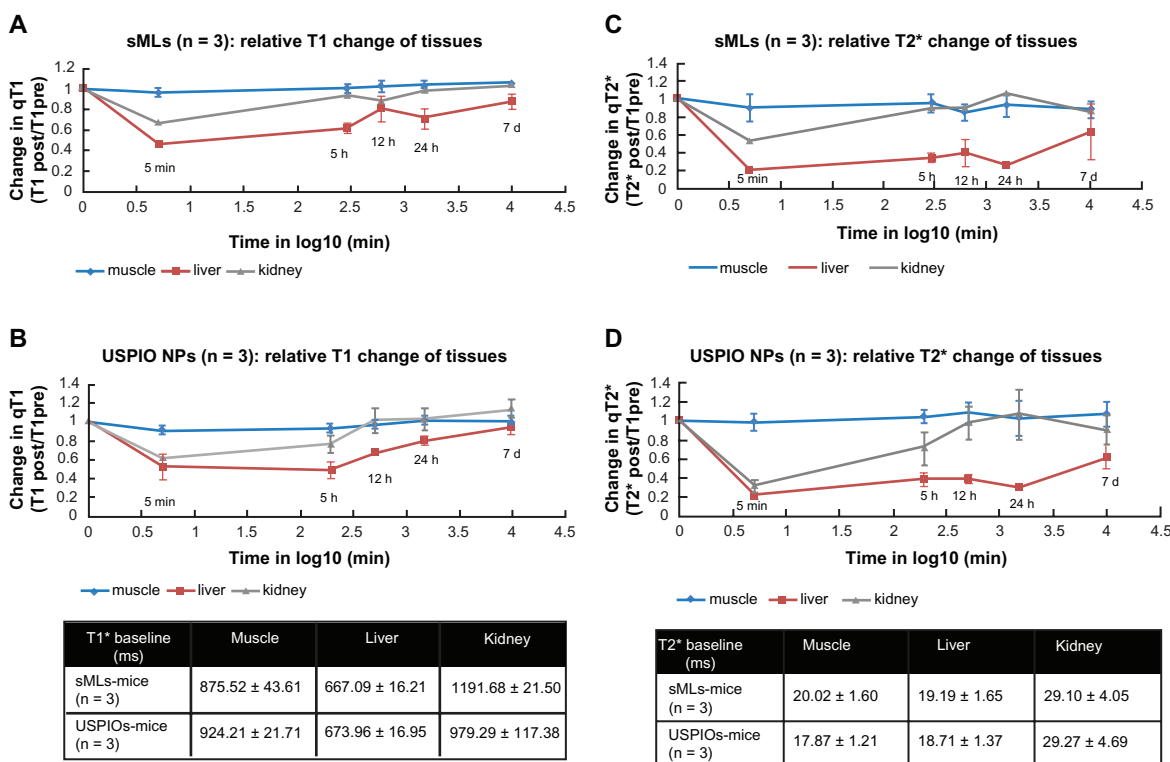 A
sMLs (n = 3): relative T1 change of tissues
Change in qT1
(T1 post/T1pre)
1.2
1
0.8
0.6
0.4
0.2
0
5 min
5 h
12 h
24 h
7 d
0 0.5 1 1.5 2 2.5 3 3.5 4 4.5
Time in log10 (min)
muscle liver kidney
C
sMLs (n = 3): relative T2* change of tissues
Change in qT2*
(T2* post/T1pre)
1.4
1.2
1
0.8
0.6
0.4
0.2
0
5 min
5 h
12 h
24 h
7 d
0 0.5 1 1.5 2 2.5 3 3.5 4 4.5
Time in log10 (min)
muscle liver kidney
B
USPIO NPs (n = 3): relative T1 change of tissues
Change in qT1
(T1 post/T1pre)
1.4
1.2
1
0.8
0.6
0.4
0.2
0
5 min
5 h
12 h
24 h
7 d
0 0.5 1 1.5 2 2.5 3 3.5 4 4.5
Time in log10 (min)
muscle liver kidney
T1* baseline
(ms)
Muscle Liver Kidney
sMLs-mice
(n = 3)
875.52 ± 43.61 667.09 ± 16.21 1191.68 ± 21.50
USPIOs-mice
(n = 3)
924.21 ± 21.71 673.96 ± 16.95 979.29 ± 117.38
D
USPIO NPs (n = 3): relative T2* change of tissues
Change in qT2*
(T2* post/T1pre)
1.4
1.2
1
0.8
0.6
0.4
0.2
0
5 min
5 h
12 h
24 h
7 d
0 0.5 1 1.5 2 2.5 3 3.5 4 4.5
Time in log10 (min)
muscle liver kidney
T2* baseline
(ms)
Muscle Liver Kidney
sMLs-mice
(n = 3)
20.02 ± 1.60 19.19 ± 1.65 29.10 ± 4.05
USPIOs-mice
(n = 3)
17.87 ± 1.21 18.71 ± 1.37 29.27 ± 4.69